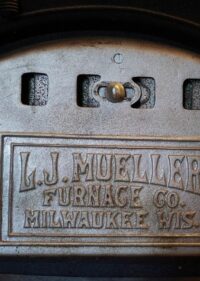 L.J. MUELLER
FURNACE CO.
MILWAUKEE WIS.